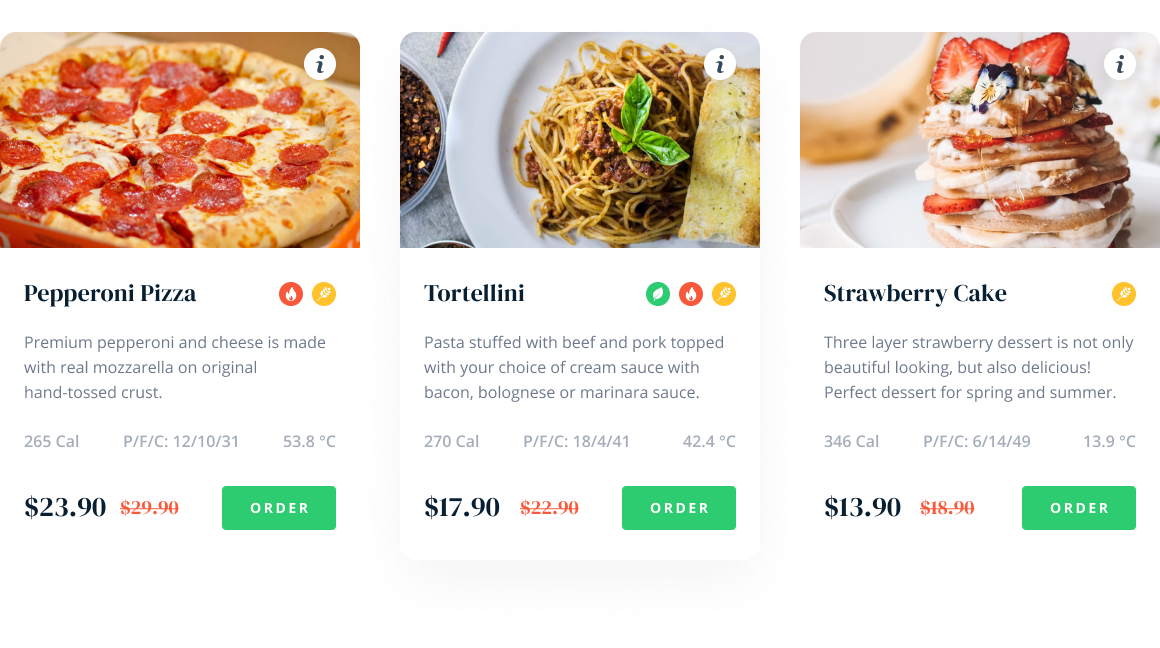 i
Pepperoni Pizza
Premium pepperoni and cheese is made
with real mozzarella on original
hand-tossed crust.
265 Cal P/F/C: 12/10/31 53.8 °C
$23.90 $29.90 ORDER
i
Tortellini
Pasta stuffed with beef and pork topped
with your choice of cream sauce with
bacon, bolognese or marinara sauce.
270 Cal P/F/C: 18/4/41 42.4 °C
$17.90 $22.90 ORDER
i
Strawberry Cake
Three layer strawberry dessert is not only
beautiful looking, but also delicious!
Perfect dessert for spring and summer.
346 Cal P/F/C: 6/14/49 13.9 °C
$13.90 $18.90 ORDER